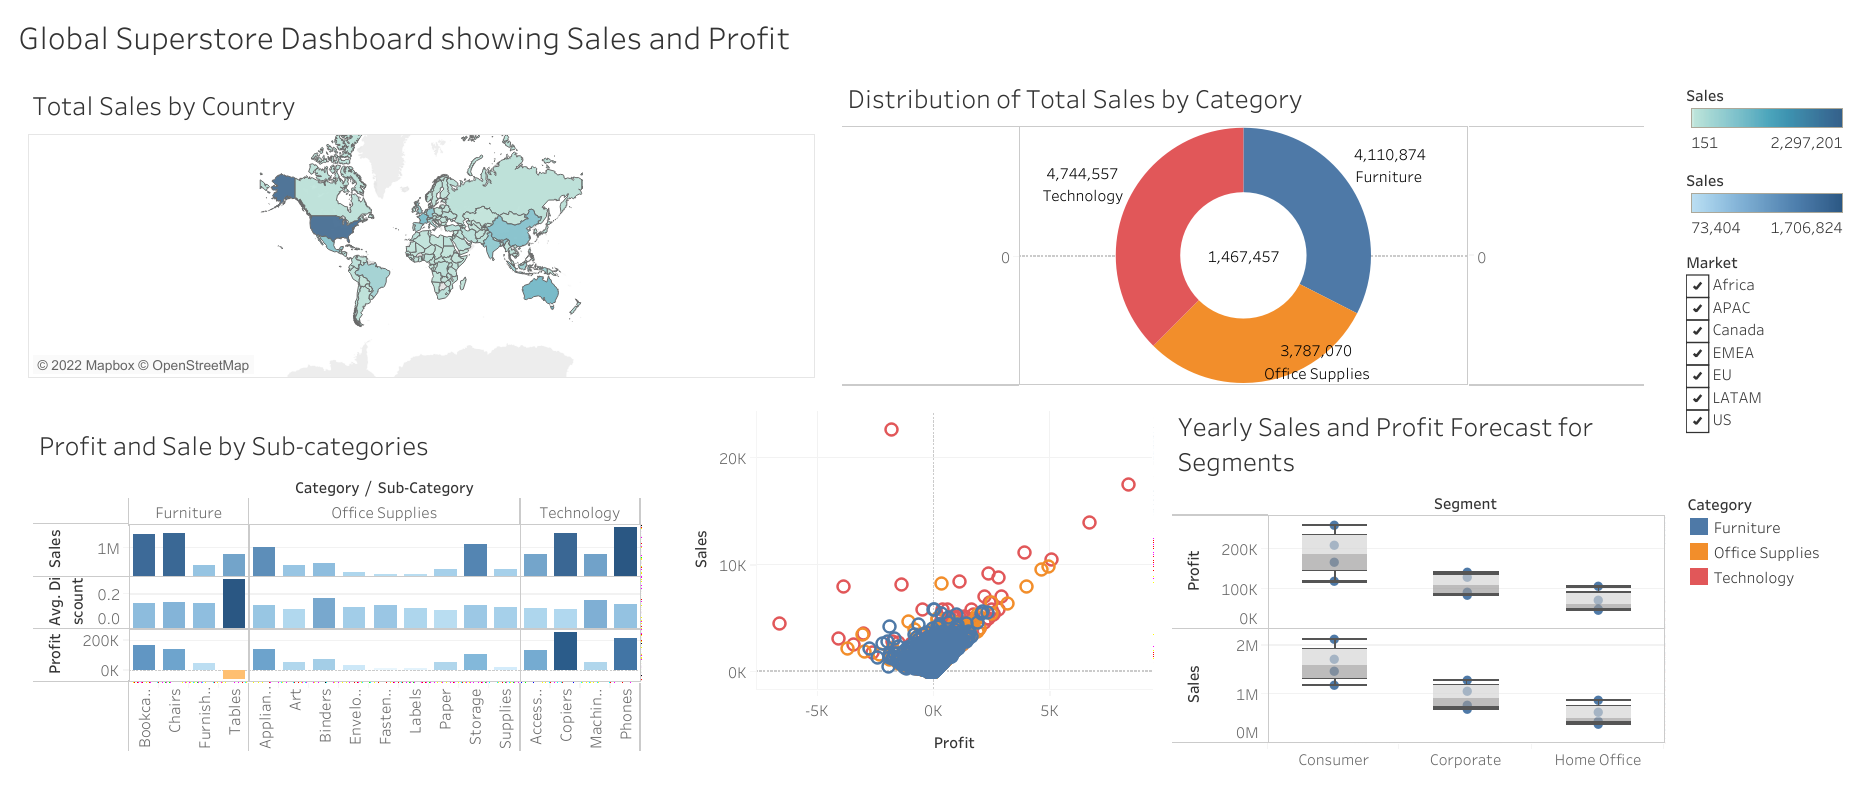 Global Superstore Dashboard showing Sales and Profit
Total Sales by Country
© 2022 Mapbox © OpenStreetMap
Distribution of Total Sales by Category
4,744,557
Technology
4,110,874
Furniture
1,467,457
0
0
3,787,070
Office Supplies
Sales
151 2,297,201
Sales
73,404 1,706,824
Market
Africa
APAC
Canada
EMEA
EU
LATAM
US
Profit and Sale by Sub-categories
Category / Sub-Category
Furniture Office Supplies Technology
Sales
1M
Avg. Di
scount
0.2
0.0
Profit
200K
0K
Bookca..
Chairs
Furnish..
Tables
Applian..
Art
Binders
Envelo..
Fasten..
Labels
Paper
Storage
Supplies
Access..
Copiers
Machin..
Phones
Sales
20K
10K
0K
-5K 0K 5K
Profit
Yearly Sales and Profit Forecast for
Segments
Segment
Profit
200K
100K
0K
Sales
2M
1M
0M
Consumer Corporate Home Office
Category
Furniture
Office Supplies
Technology